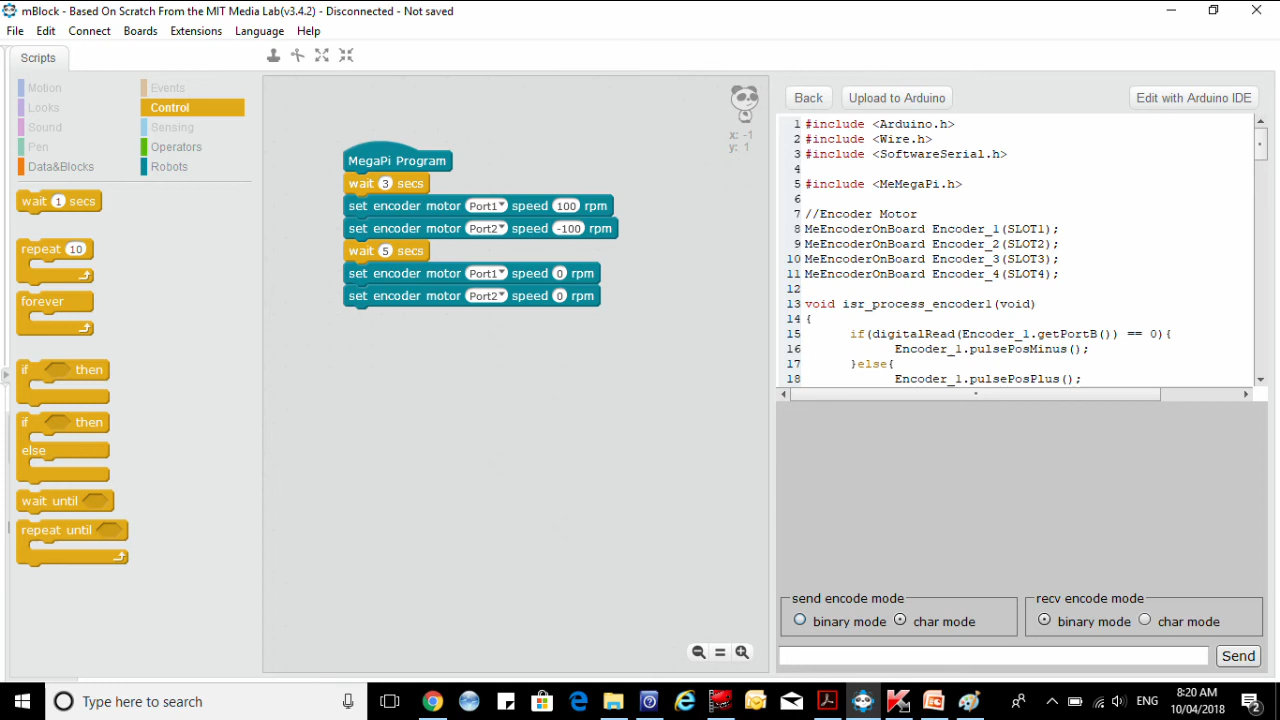 mBlock - Based On Scratch From the MIT Media Lab(v3.4.2) - Disconnected - Not saved
File Edit Connect Boards Extensions Language Help
Scripts
Motion Events
Looks Control
Sound Sensing
Pen Operators
Data&Blocks Robots
wait 1 secs
repeat 10
forever
if then
if then
else
wait until
repeat until
x: -1
y: 1
MegaPi Program
wait 3 secs
set encoder motor Port1 speed 100 rpm
set encoder motor Port2 speed -100 rpm
wait 5 secs
set encoder motor Port1 speed 0 rpm
set encoder motor Port2 speed 0 rpm
Back Upload to Arduino Edit with Arduino IDE
1 #include <Arduino.h>
2 #include <Wire.h>
3 #include <SoftwareSerial.h>
4
5 #include <MeMegaPi.h>
6
7 //Encoder Motor
8 MeEncoderOnBoard Encoder_1(SLOT1);
9 MeEncoderOnBoard Encoder_2(SLOT2);
10 MeEncoderOnBoard Encoder_3(SLOT3);
11 MeEncoderOnBoard Encoder_4(SLOT4);
12
13 void isr_process_encoder1(void)
14 {
15 if(digitalRead(Encoder_1.getPortB()) == 0){
16 Encoder_1.pulsePosMinus();
17 }else{
18 Encoder_1.pulsePosPlus();
send encode mode
binary mode char mode
recv encode mode
binary mode char mode
Send
Type here to search
ENG
8:20 AM
10/04/2018
2